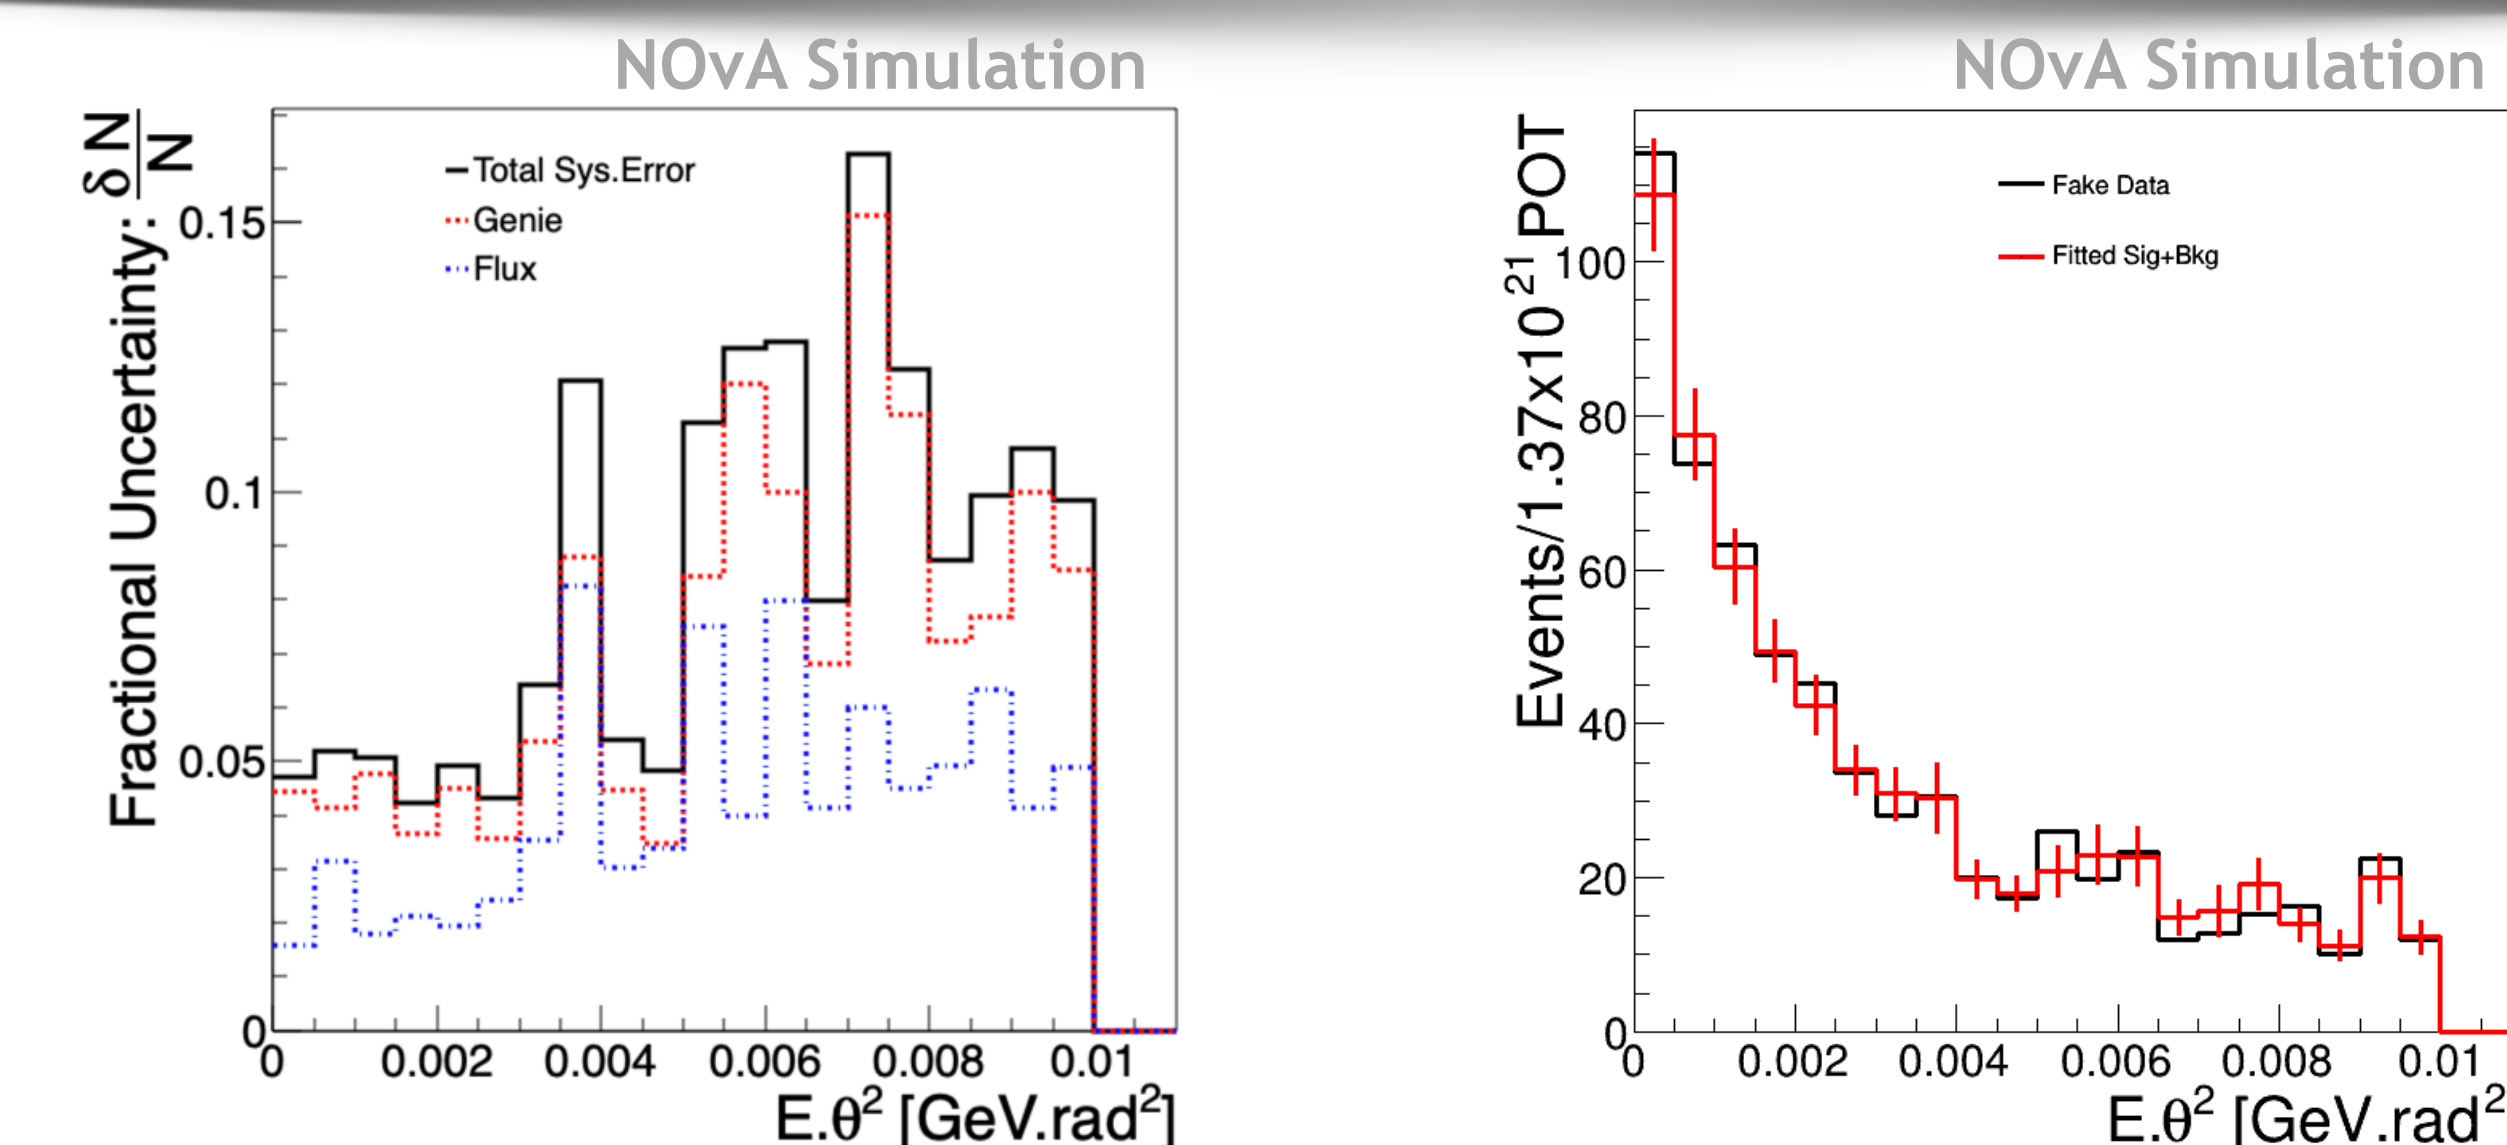 NOvA Simulation
Fractional Uncertainty: δ N / N
Total Sys.Error
Genie
Flux
0.15
0.1
0.05
0
0 0.002 0.004 0.006 0.008 0.01
E.θ² [GeV.rad²]
NOvA Simulation
Events/1.37x10²¹ POT
Fake Data
Fitted Sig+Bkg
100
80
60
40
20
0
0 0.002 0.004 0.006 0.008 0.01
E.θ² [GeV.rad²